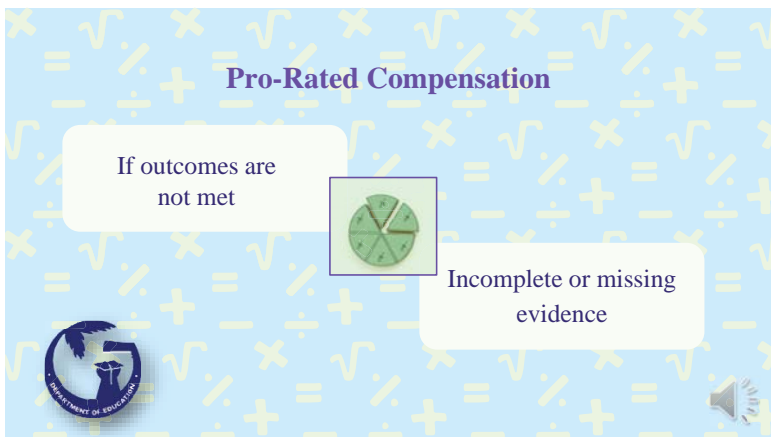 Pro-Rated Compensation
If outcomes are
not met
Incomplete or missing
evidence
DEPARTMENT OF EDUCATION